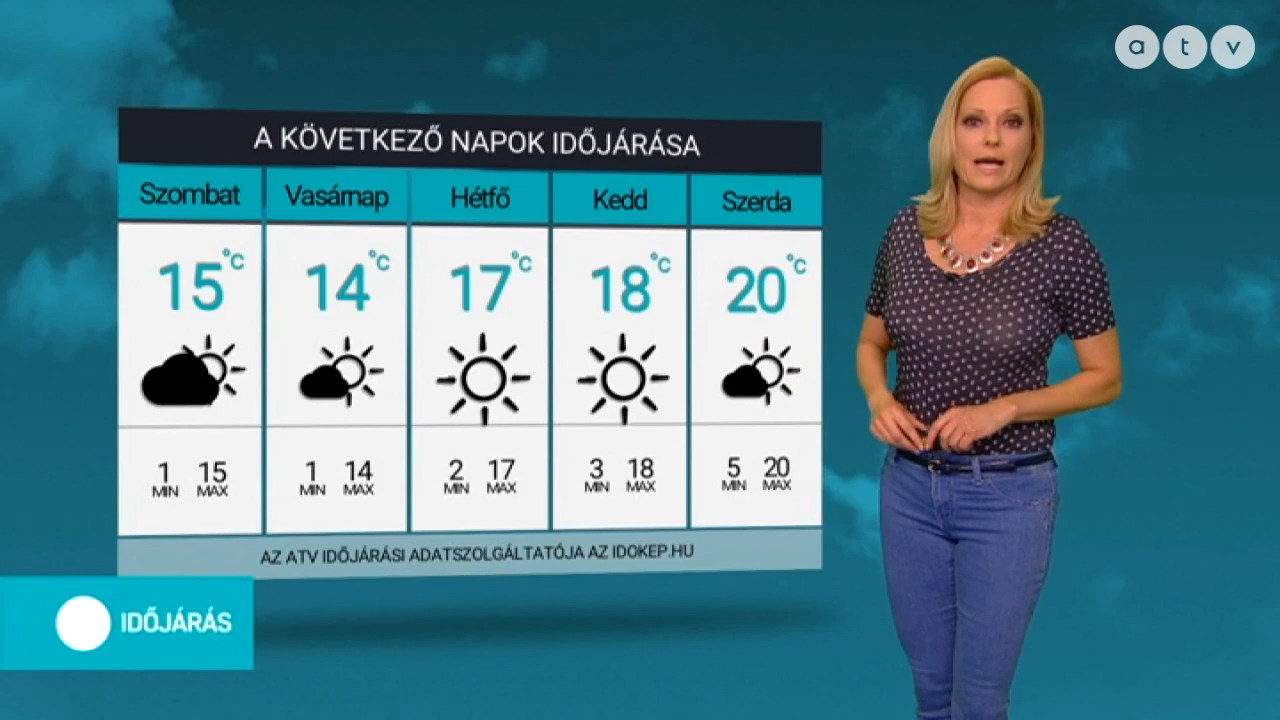 atv
A KÖVETKEZŐ NAPOK IDŐJÁRÁSA
Szombat Vasárnap Hétfő Kedd Szerda
15 °C 14 °C 17 °C 18 °C 20 °C
1 15 1 14 2 17 3 18 5 20
MIN MAX MIN MAX MIN MAX MIN MAX MIN MAX
AZ ATV IDŐJÁRÁSI ADATSZOLGÁLTATÓJA AZ IDOKEP.HU
IDŐJÁRÁS